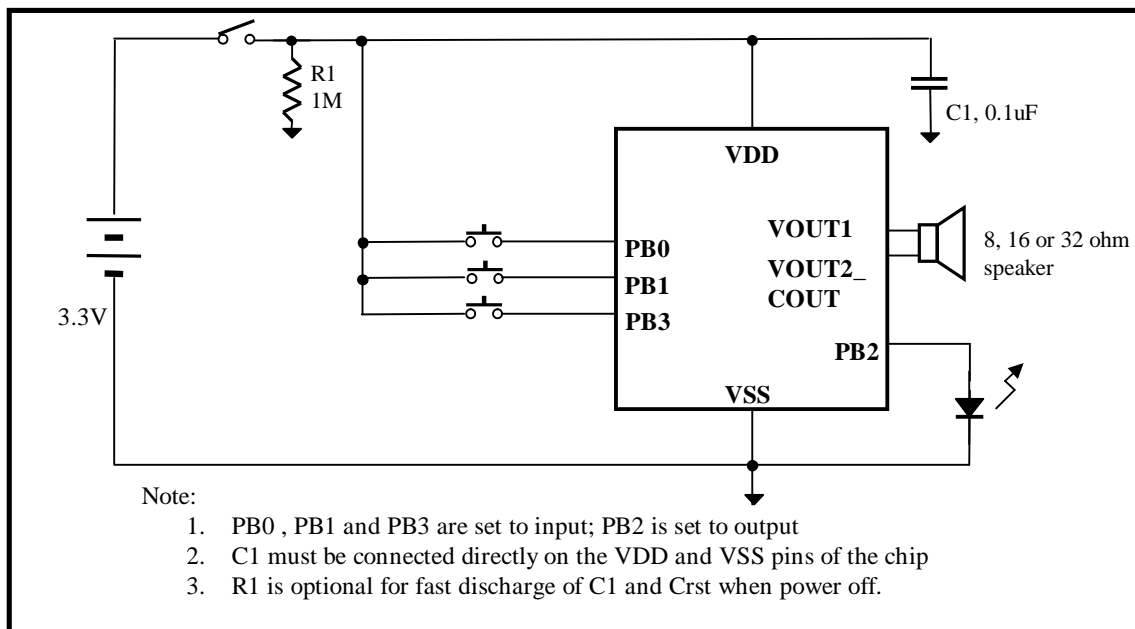 R1
1M
C1, 0.1uF
VDD
VOUT1
VOUT2_
COUT
8, 16 or 32 ohm
speaker
PB0
PB1
PB3
3.3V
PB2
VSS
Note:
1. PB0 , PB1 and PB3 are set to input; PB2 is set to output
2. C1 must be connected directly on the VDD and VSS pins of the chip
3. R1 is optional for fast discharge of C1 and Crst when power off.